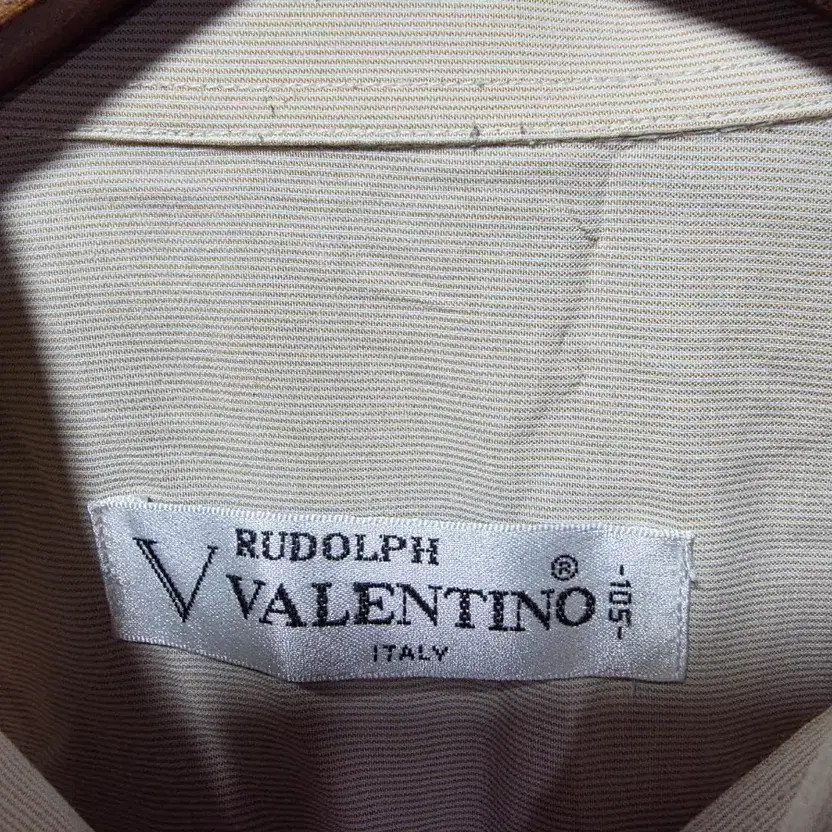 V
RUDOLPH
VALENTINO ®
ITALY
-105-